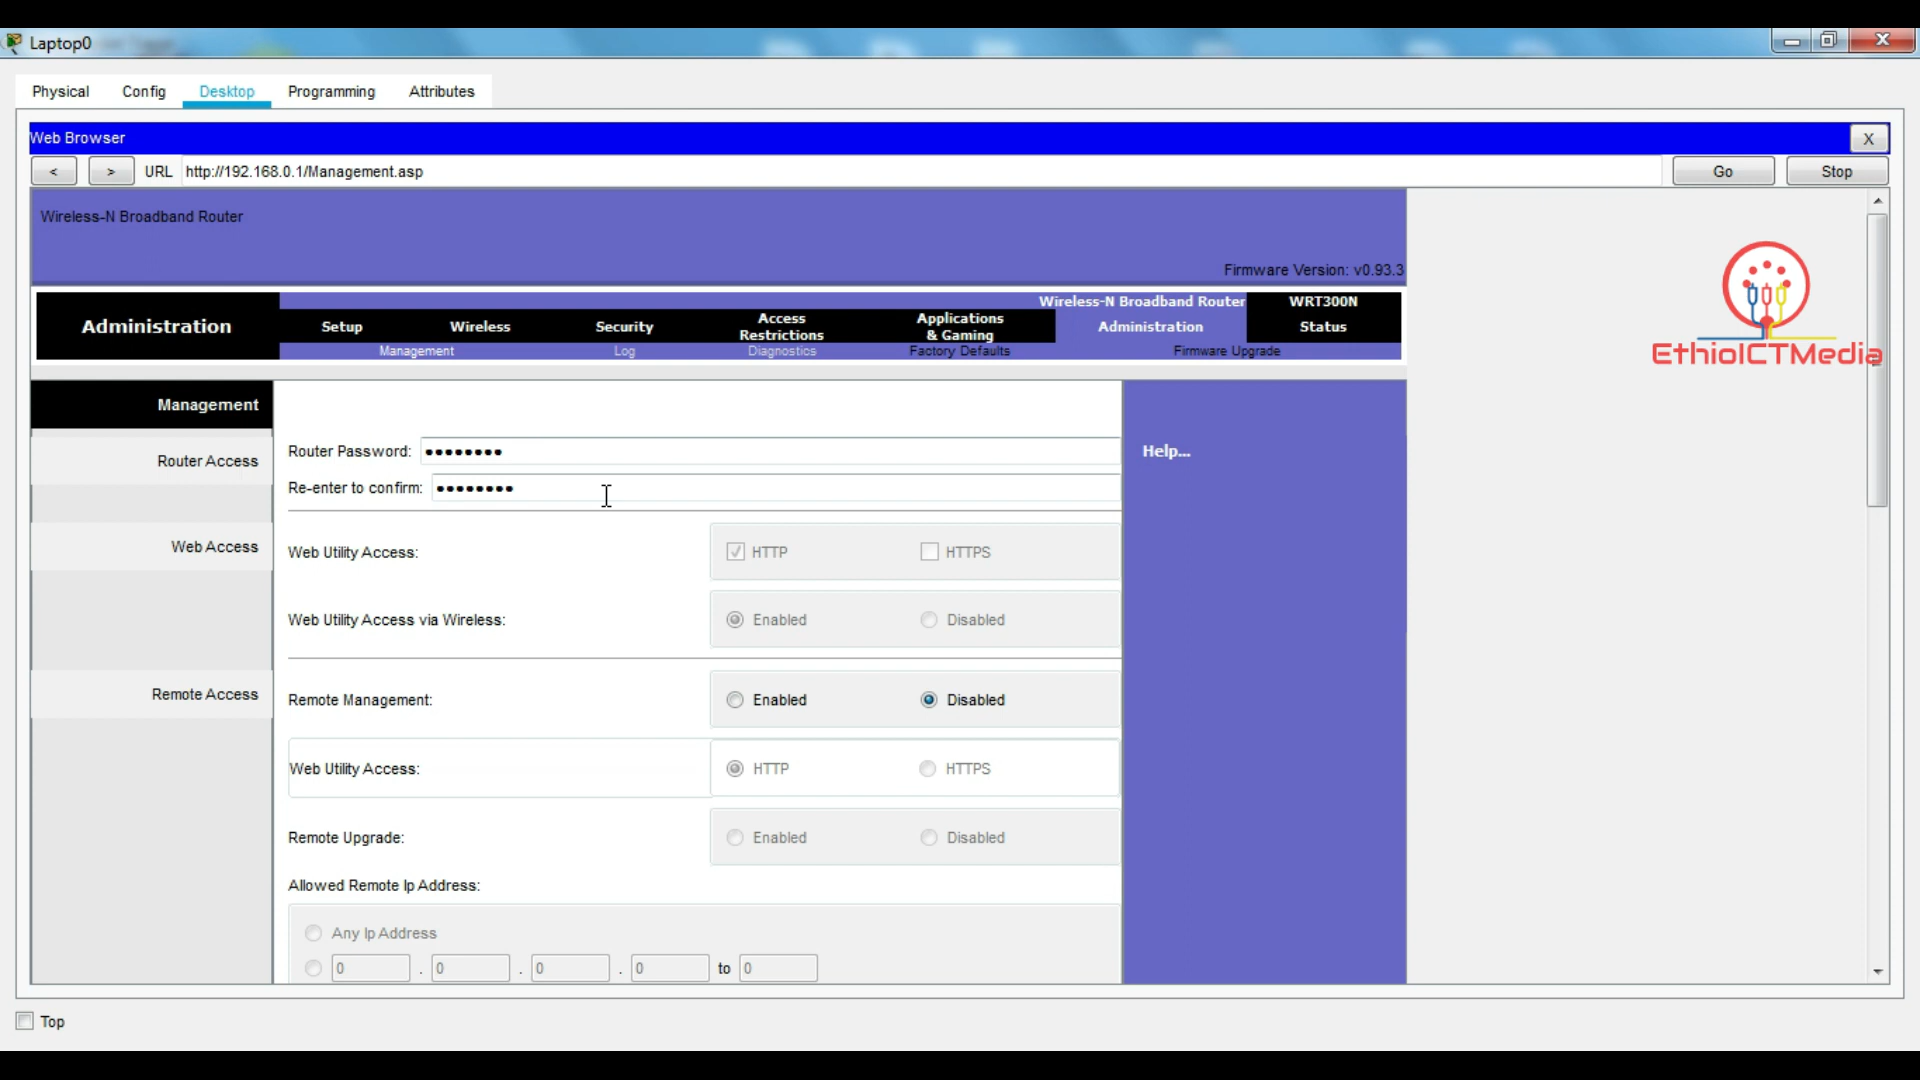 Laptop0
Physical Config Desktop Programming Attributes
Web Browser
X
< > URL http://192.168.0.1/Management.asp Go Stop
Wireless-N Broadband Router
Firmware Version: v0.93.3
Wireless-N Broadband Router WRT300N
Administration Setup Wireless Security Access Restrictions Applications & Gaming Administration Status
Management Log Diagnostics Factory Defaults Firmware Upgrade
EthioICTMedia
Management
Help...
Router Access
Router Password: ••••••••
Re-enter to confirm: ••••••••
Web Access
Web Utility Access: HTTP HTTPS
Web Utility Access via Wireless: Enabled Disabled
Remote Access
Remote Management: Enabled Disabled
Web Utility Access: HTTP HTTPS
Remote Upgrade: Enabled Disabled
Allowed Remote Ip Address:
Any Ip Address
0 . 0 . 0 . 0 to 0
Top